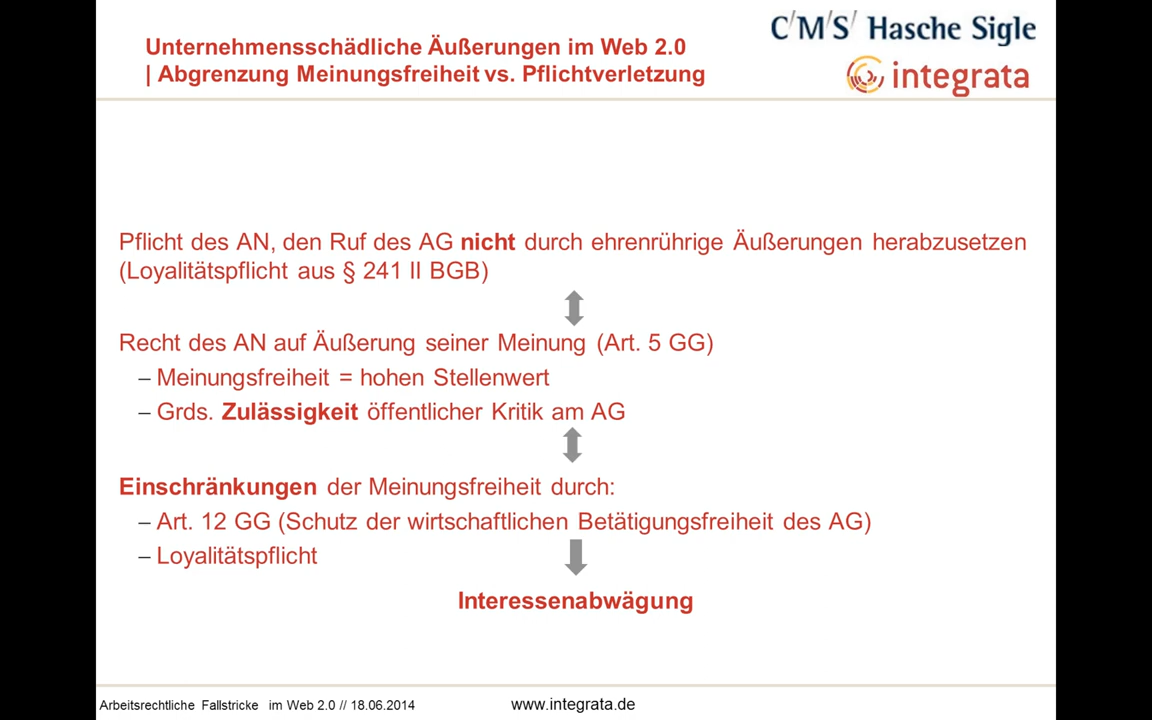 Unternehmensschädliche Äußerungen im Web 2.0
| Abgrenzung Meinungsfreiheit vs. Pflichtverletzung
C/M/S/ Hasche Sigle
integrata
Pflicht des AN, den Ruf des AG nicht durch ehrenrührige Äußerungen herabzusetzen
(Loyalitätspflicht aus § 241 II BGB)
Recht des AN auf Äußerung seiner Meinung (Art. 5 GG)
– Meinungsfreiheit = hohen Stellenwert
– Grds. Zulässigkeit öffentlicher Kritik am AG
Einschränkungen der Meinungsfreiheit durch:
– Art. 12 GG (Schutz der wirtschaftlichen Betätigungsfreiheit des AG)
– Loyalitätspflicht
Interessenabwägung
Arbeitsrechtliche Fallstricke im Web 2.0 // 18.06.2014
www.integrata.de